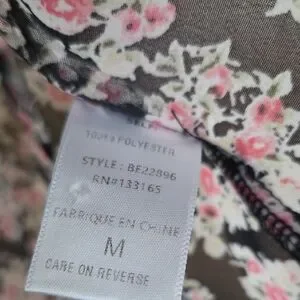 100% POLYESTER
STYLE : BF22896
RN#133165
FABRIQUE EN CHINE
M
CARE ON REVERSE